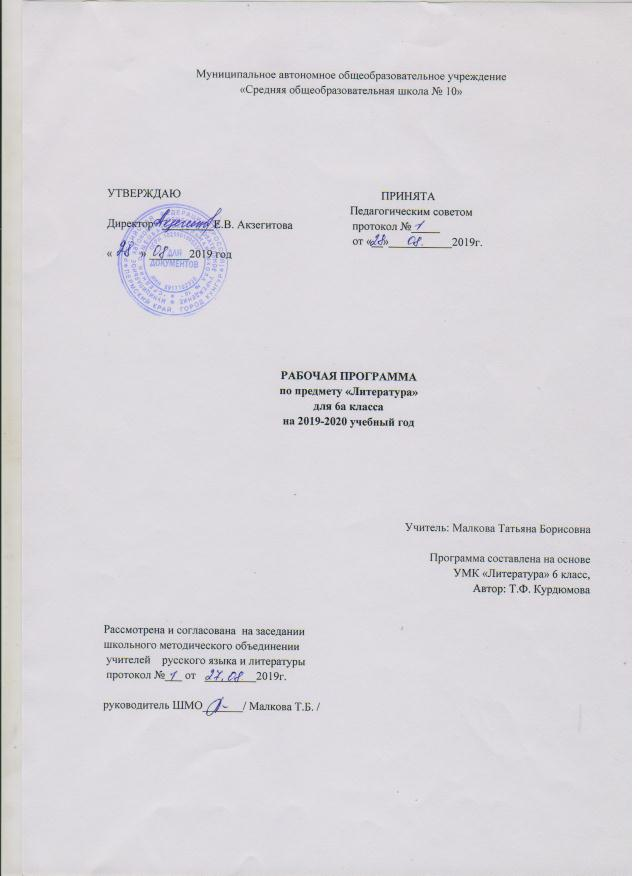 Муниципальное автономное общеобразовательное учреждение
«Средняя общеобразовательная школа № 10»
УТВЕРЖДАЮ
Директор Е.В. Акзегитова
« 28 » 08 2019 год
ДЛЯ
ДОКУМЕНТОВ
ПРИНЯТА
Педагогическим советом
протокол № 1
от «28» 08. 2019г.
РАБОЧАЯ ПРОГРАММА
по предмету «Литература»
для 6а класса
на 2019-2020 учебный год
Учитель: Малкова Татьяна Борисовна
Программа составлена на основе
УМК «Литература» 6 класс,
Автор: Т.Ф. Курдюмова
Рассмотрена и согласована на заседании
школьного методического объединении
учителей русского языка и литературы
протокол № 1 от 27.08. 2019г.
руководитель ШМО / Малкова Т.Б. /